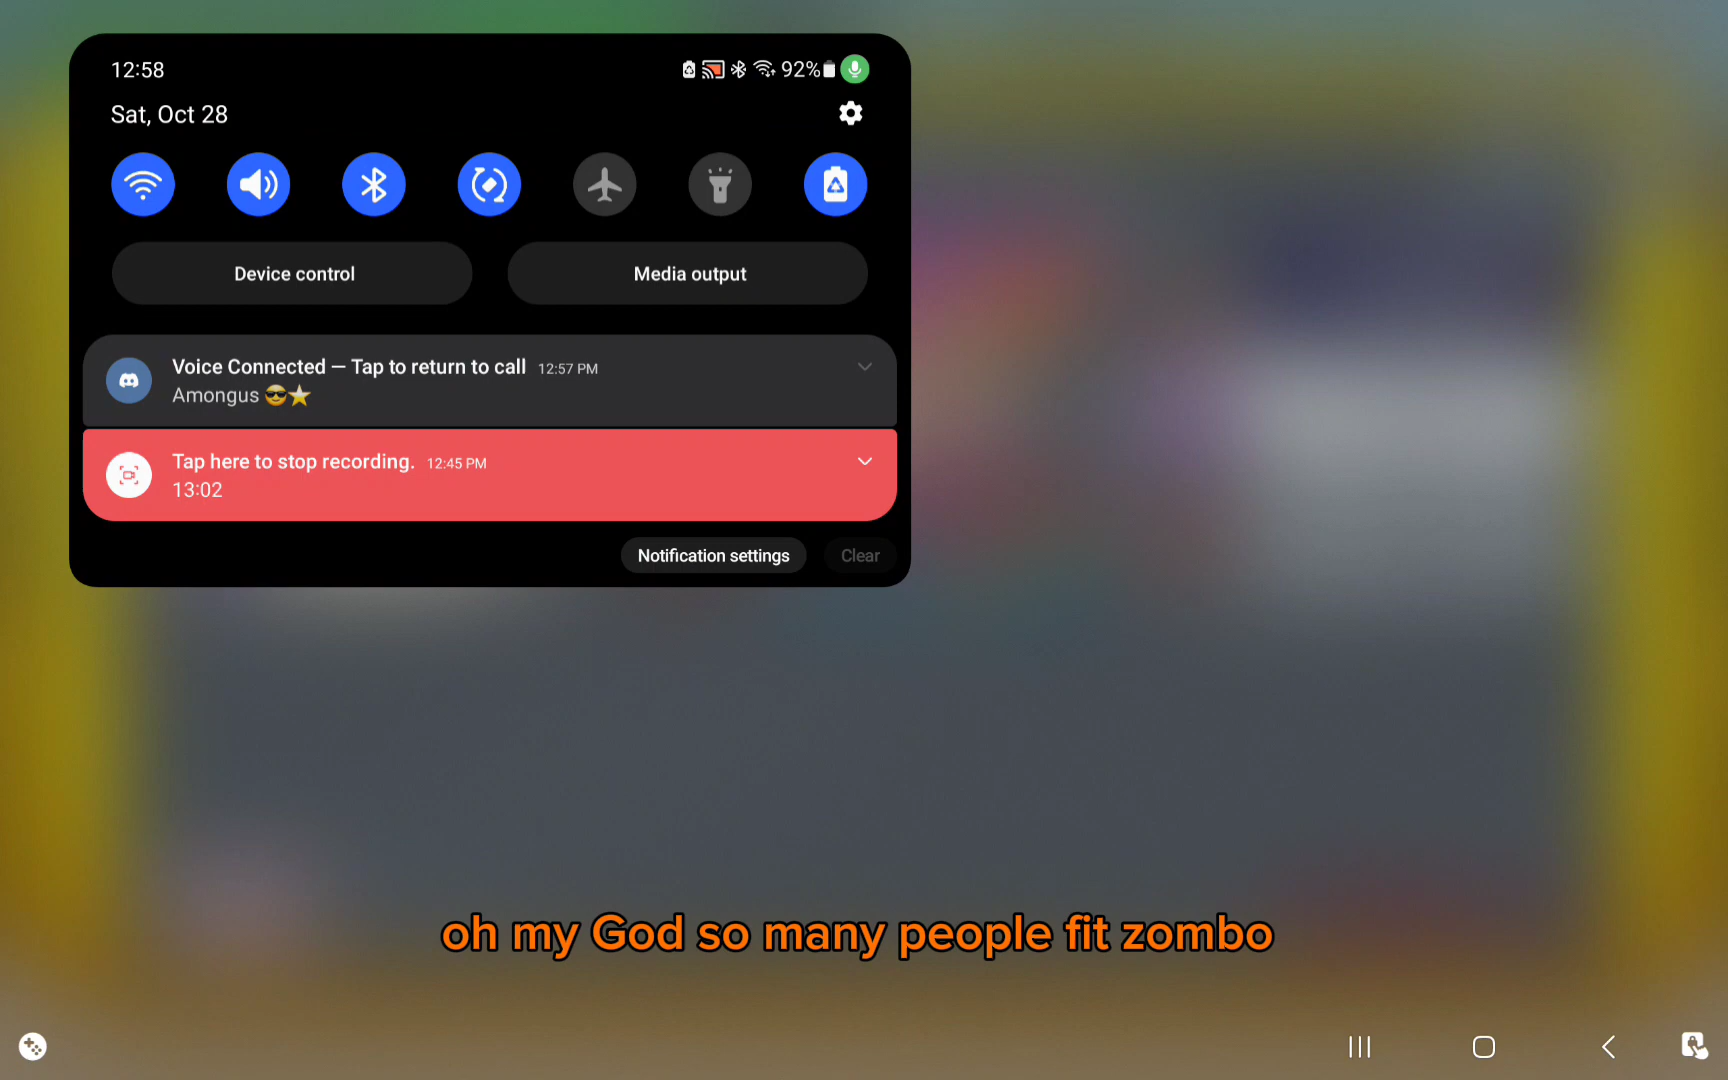 12:58
92%
Sat, Oct 28
Device control
Media output
Voice Connected — Tap to return to call 12:57 PM
Amongus 😎⭐
Tap here to stop recording. 12:45 PM
13:02
Notification settings
Clear
oh my God so many people fit zombo